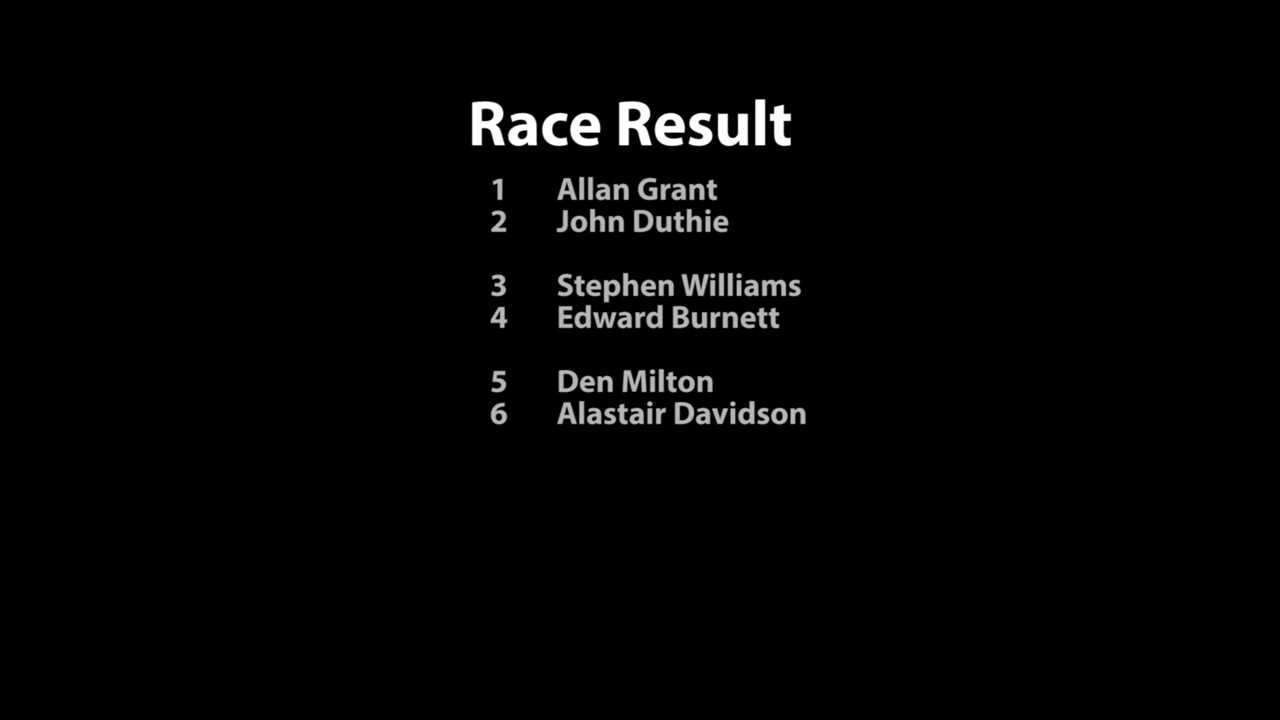 Race Result
1 Allan Grant
2 John Duthie
3 Stephen Williams
4 Edward Burnett
5 Den Milton
6 Alastair Davidson